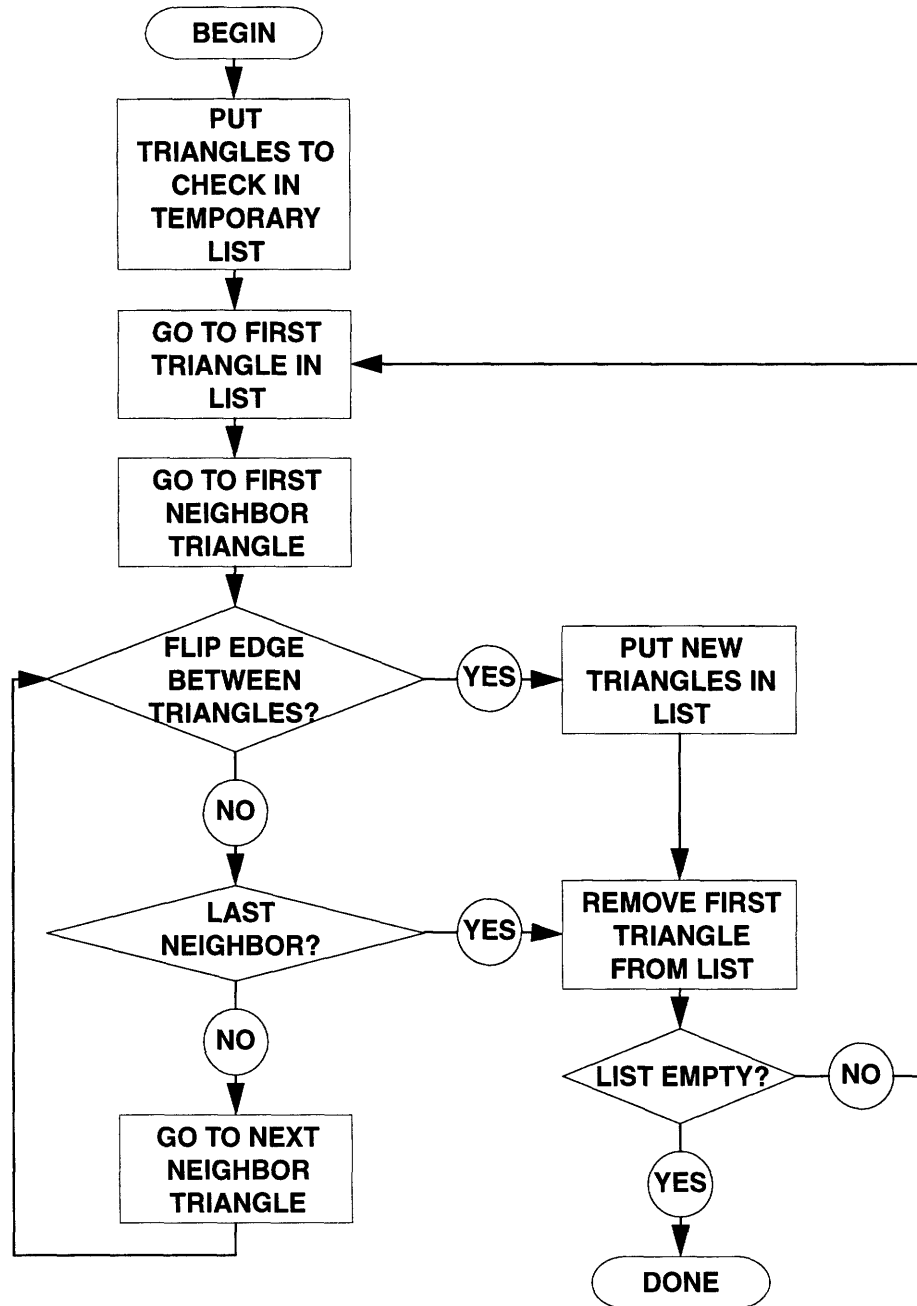 BEGIN
PUT
TRIANGLES TO
CHECK IN
TEMPORARY
LIST
GO TO FIRST
TRIANGLE IN
LIST
GO TO FIRST
NEIGHBOR
TRIANGLE
FLIP EDGE
BETWEEN
TRIANGLES?
YES
PUT NEW
TRIANGLES IN
LIST
NO
LAST
NEIGHBOR?
YES
REMOVE FIRST
TRIANGLE
FROM LIST
NO
LIST EMPTY?
NO
GO TO NEXT
NEIGHBOR
TRIANGLE
YES
DONE